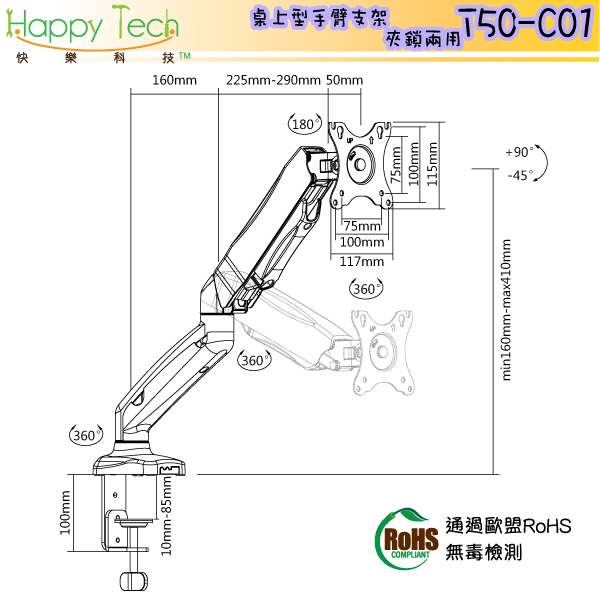 Happy Tech
快樂科技™
桌上型手臂支架
夾鎖兩用
T50-C01
160mm
225mm-290mm
50mm
180°
UP
75mm
100mm
115mm
+90°
-45°
75mm
100mm
117mm
360°
min160mm-max410mm
UP
360°
360°
100mm
10mm-85mm
RoHS
COMPLIANT
通過歐盟RoHS
無毒檢測